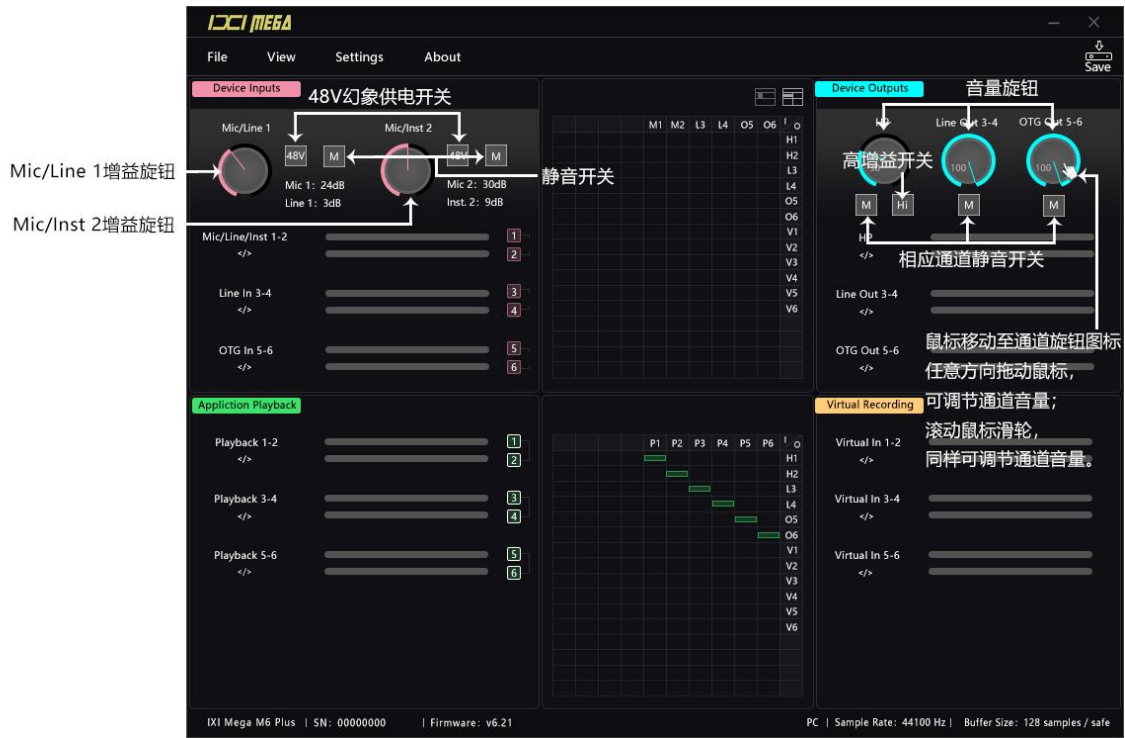 IXI MEGA
File View Settings About
Save
Device Inputs
48V幻象供电开关
Mic/Line 1 Mic/Inst 2
48V M 48V M
Mic/Line 1增益旋钮
Mic 1: 24dB Mic 2: 30dB
Line 1: 3dB Inst. 2: 9dB
静音开关
Mic/Inst 2增益旋钮
Mic/Line/Inst 1-2 1
</> 2
Line In 3-4 3
</> 4
OTG In 5-6 5
</> 6
M1 M2 L3 L4 O5 O6 I O
H1
H2
L3
L4
O5
O6
V1
V2
V3
V4
V5
V6
Device Outputs
音量旋钮
HP Line Out 3-4 OTG Out 5-6
高增益开关
100 100
M Hi M M
相应通道静音开关
HP
</>
Line Out 3-4
</>
OTG Out 5-6
</>
鼠标移动至通道旋钮图标
任意方向拖动鼠标，
可调节通道音量；
滚动鼠标滑轮，
同样可调节通道音量。
Appliction Playback
Playback 1-2 1
</> 2
Playback 3-4 3
</> 4
Playback 5-6 5
</> 6
P1 P2 P3 P4 P5 P6 I O
H1
H2
L3
L4
O5
O6
V1
V2
V3
V4
V5
V6
Virtual Recording
Virtual In 1-2
</>
Virtual In 3-4
</>
Virtual In 5-6
</>
IXI Mega M6 Plus | SN: 00000000 | Firmware: v6.21 PC | Sample Rate: 44100 Hz | Buffer Size: 128 samples / safe